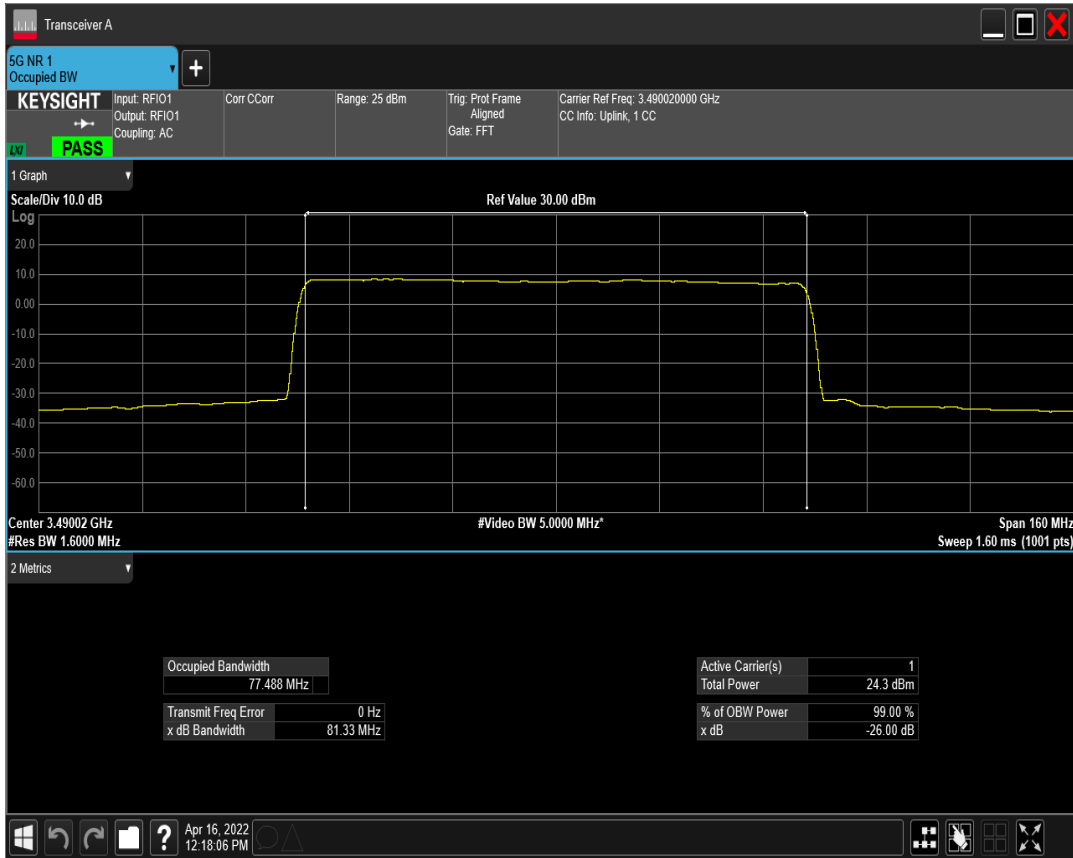 Transceiver A
5G NR 1
Occupied BW
KEYSIGHT
LXI
PASS
Input: RFIO1
Output: RFIO1
Coupling: AC
Corr CCorr
Range: 25 dBm
Trig: Prot Frame
Aligned
Gate: FFT
Carrier Ref Freq: 3.490020000 GHz
CC Info: Uplink, 1 CC
1 Graph
Scale/Div 10.0 dB
Ref Value 30.00 dBm
Log
20.0
10.0
0.00
-10.0
-20.0
-30.0
-40.0
-50.0
-60.0
Center 3.49002 GHz
#Video BW 5.0000 MHz*
Span 160 MHz
#Res BW 1.6000 MHz
Sweep 1.60 ms (1001 pts)
2 Metrics
Occupied Bandwidth
77.488 MHz
Transmit Freq Error 0 Hz
x dB Bandwidth 81.33 MHz
Active Carrier(s) 1
Total Power 24.3 dBm
% of OBW Power 99.00 %
x dB -26.00 dB
?
Apr 16, 2022
12:18:06 PM